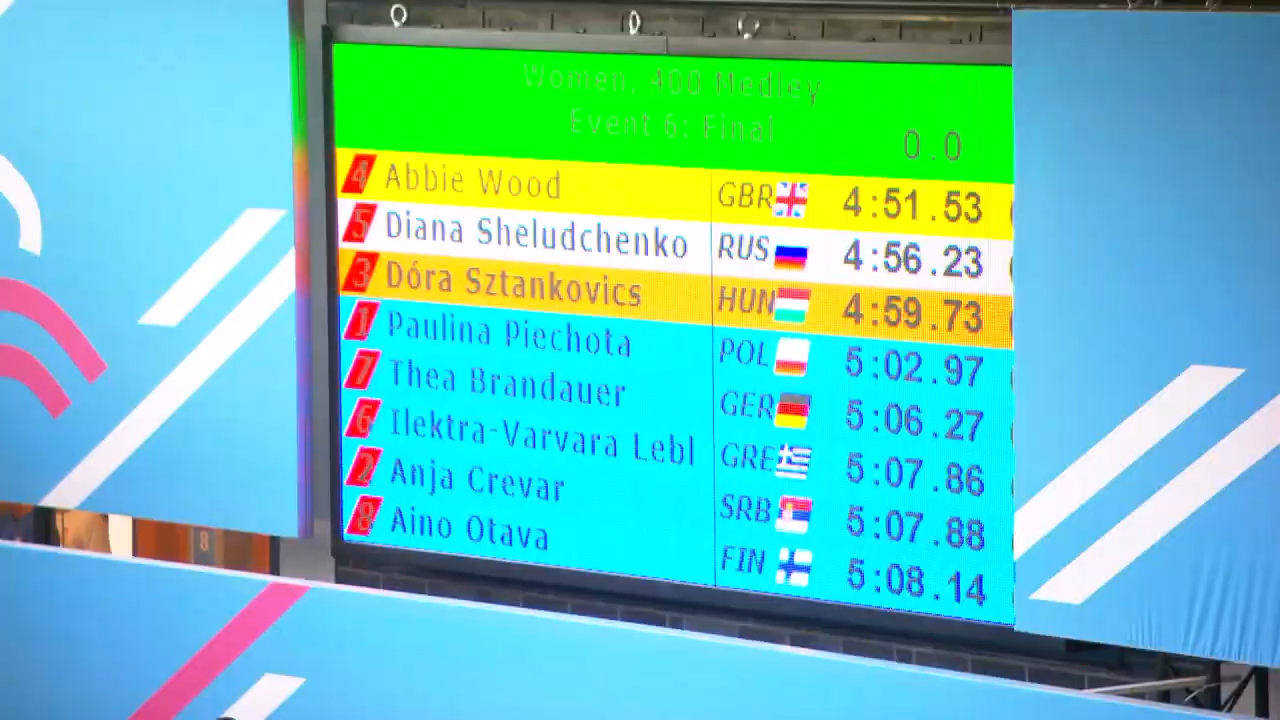 Women, 400 Medley
Event 6: Final
0.0
4 Abbie Wood GBR 4:51.53
5 Diana Sheludchenko RUS 4:56.23
3 Dóra Sztankovics HUN 4:59.73
1 Paulina Piechota POL 5:02.97
7 Thea Brandauer GER 5:06.27
6 Ilektra-Varvara Lebl GRE 5:07.86
2 Anja Crevar SRB 5:07.88
8 Aino Otava FIN 5:08.14
8